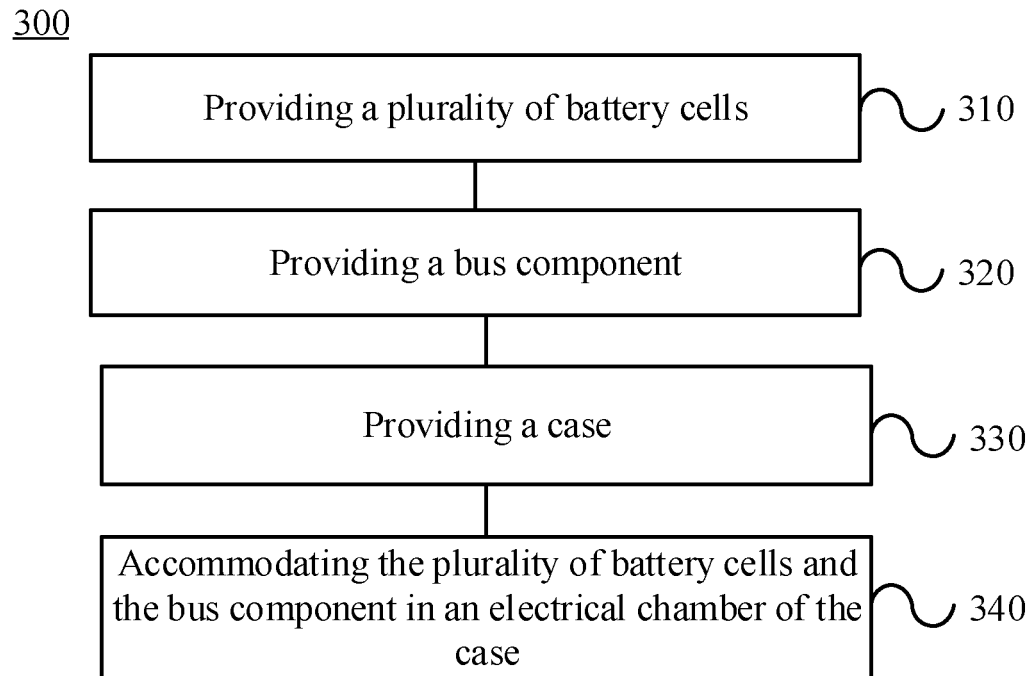 300
Providing a plurality of battery cells
310
Providing a bus component
320
Providing a case
330
Accommodating the plurality of battery cells and
the bus component in an electrical chamber of the
case
340